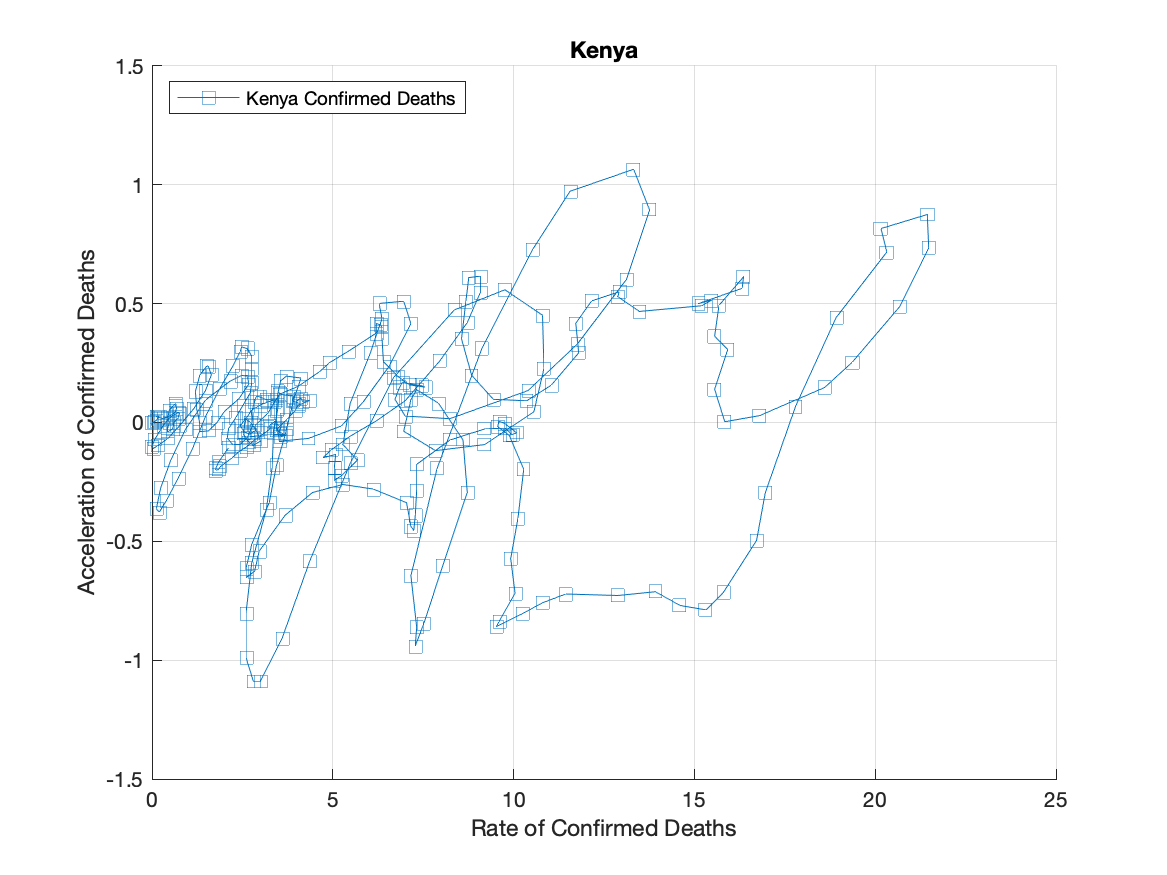 Kenya
Kenya Confirmed Deaths
Acceleration of Confirmed Deaths
1.5
1
0.5
0
-0.5
-1
-1.5
0 5 10 15 20 25
Rate of Confirmed Deaths